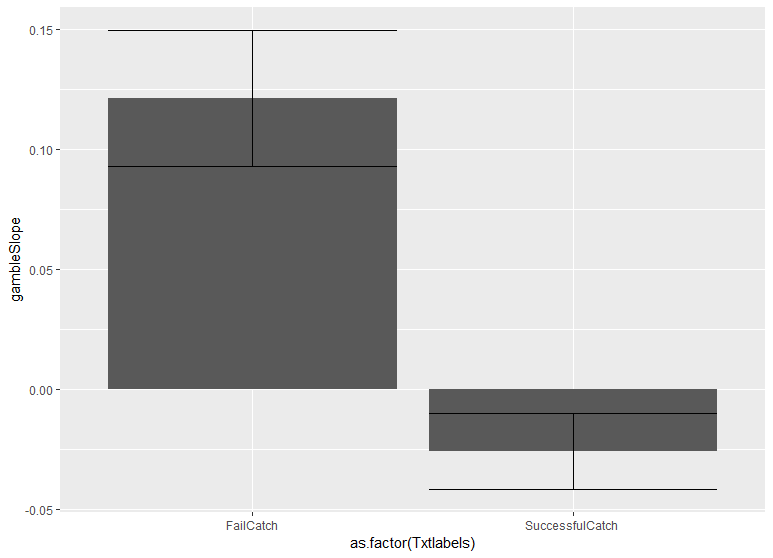 0.15
0.10
0.05
0.00
-0.05
gambleSlope
FailCatch
SuccessfulCatch
as.factor(Txtlabels)